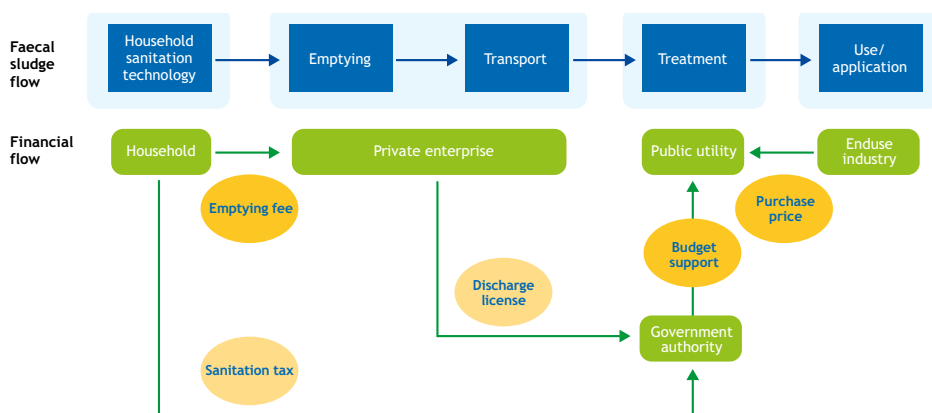 Faecal
sludge
flow
Household
sanitation
technology
Emptying
Transport
Treatment
Use/
application
Financial
flow
Household
Private enterprise
Public utility
Enduse
industry
Emptying fee
Purchase
price
Budget
support
Discharge
license
Government
authority
Sanitation tax